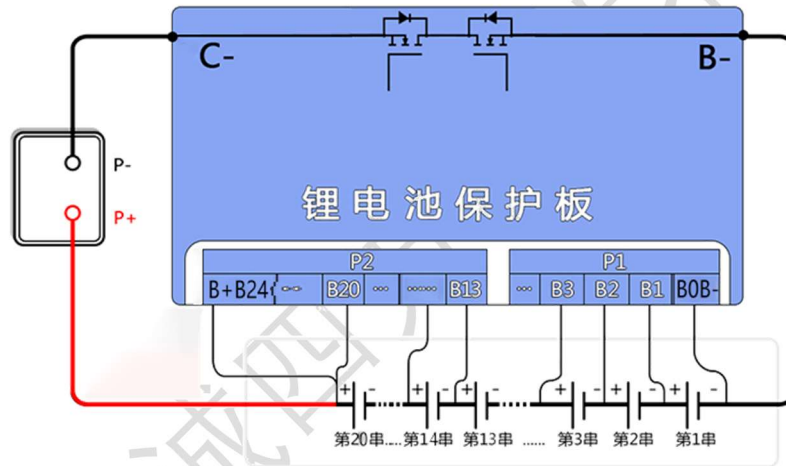 C-
B-
P-
P+
锂电池保护板
P2
P1
B+B24
B20
...
......
B13
...
B3
B2
B1
B0B-
+
-
+
-
+
-
+
-
+
-
+
-
第20串.....第14串
第13串
......
第3串
第2串
第1串